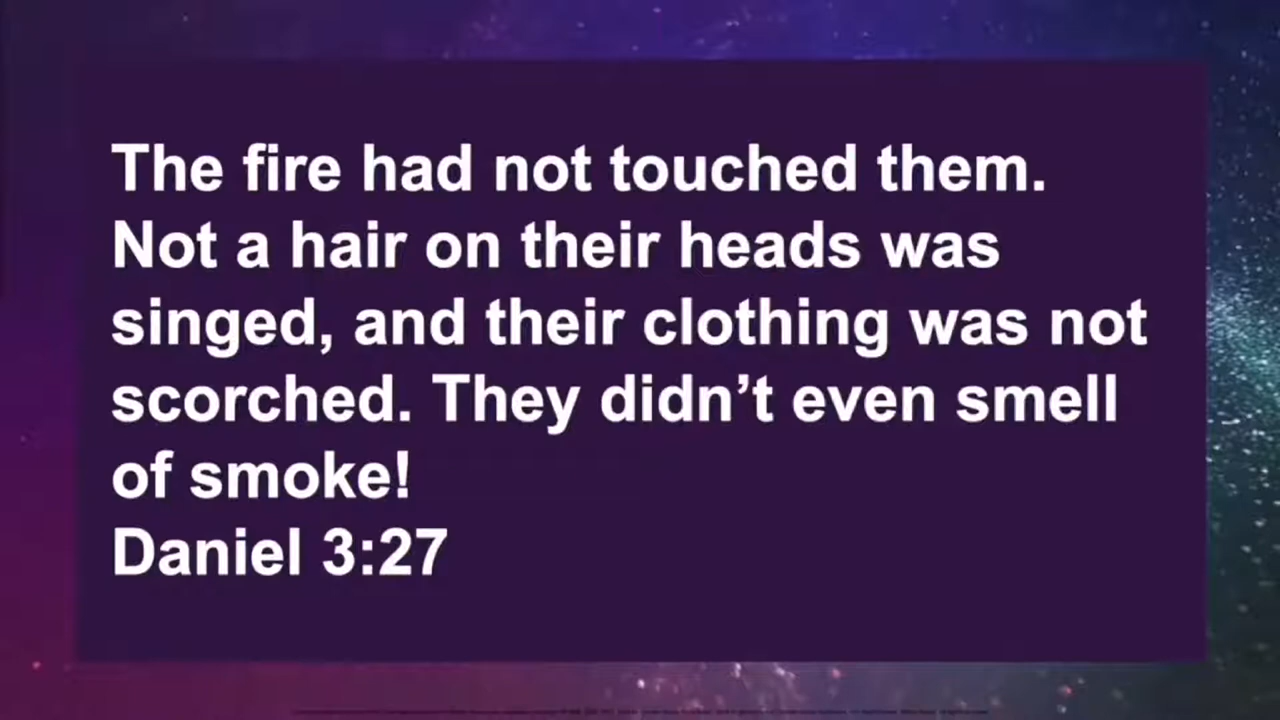 The fire had not touched them.
Not a hair on their heads was
singed, and their clothing was not
scorched. They didn’t even smell
of smoke!
Daniel 3:27